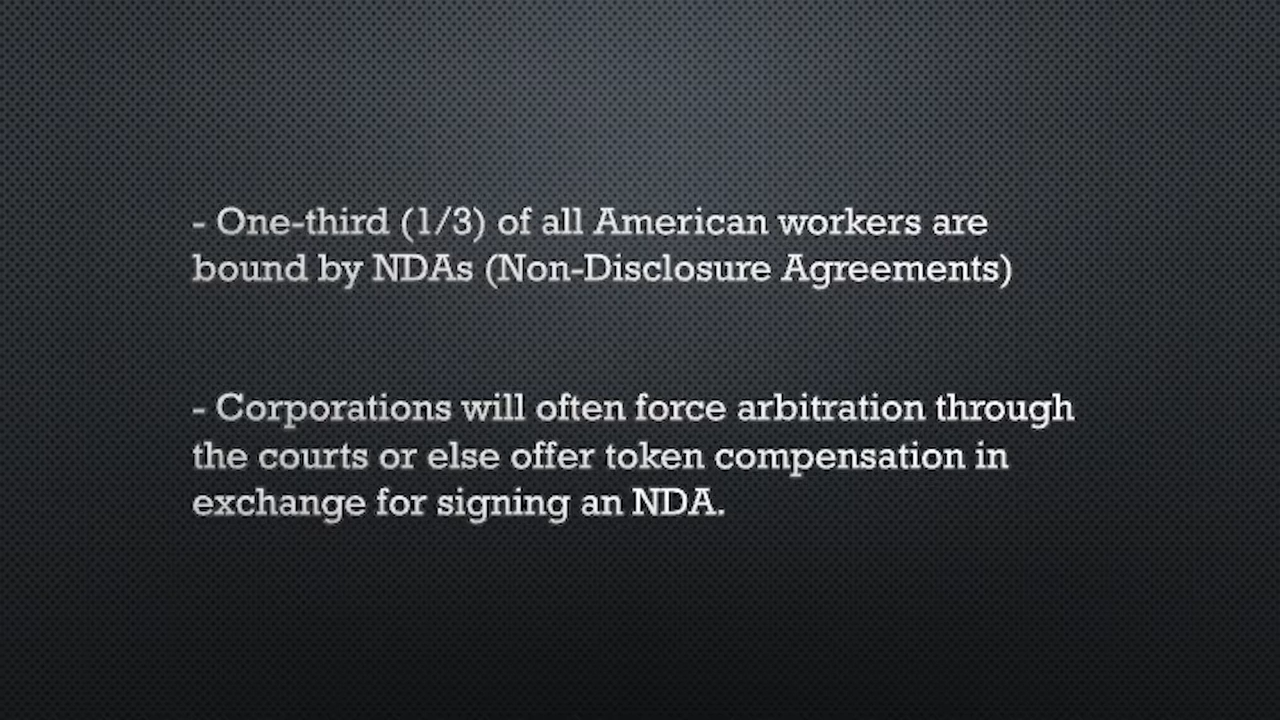 - One-third (1/3) of all American workers are
bound by NDAs (Non-Disclosure Agreements)
- Corporations will often force arbitration through
the courts or else offer token compensation in
exchange for signing an NDA.